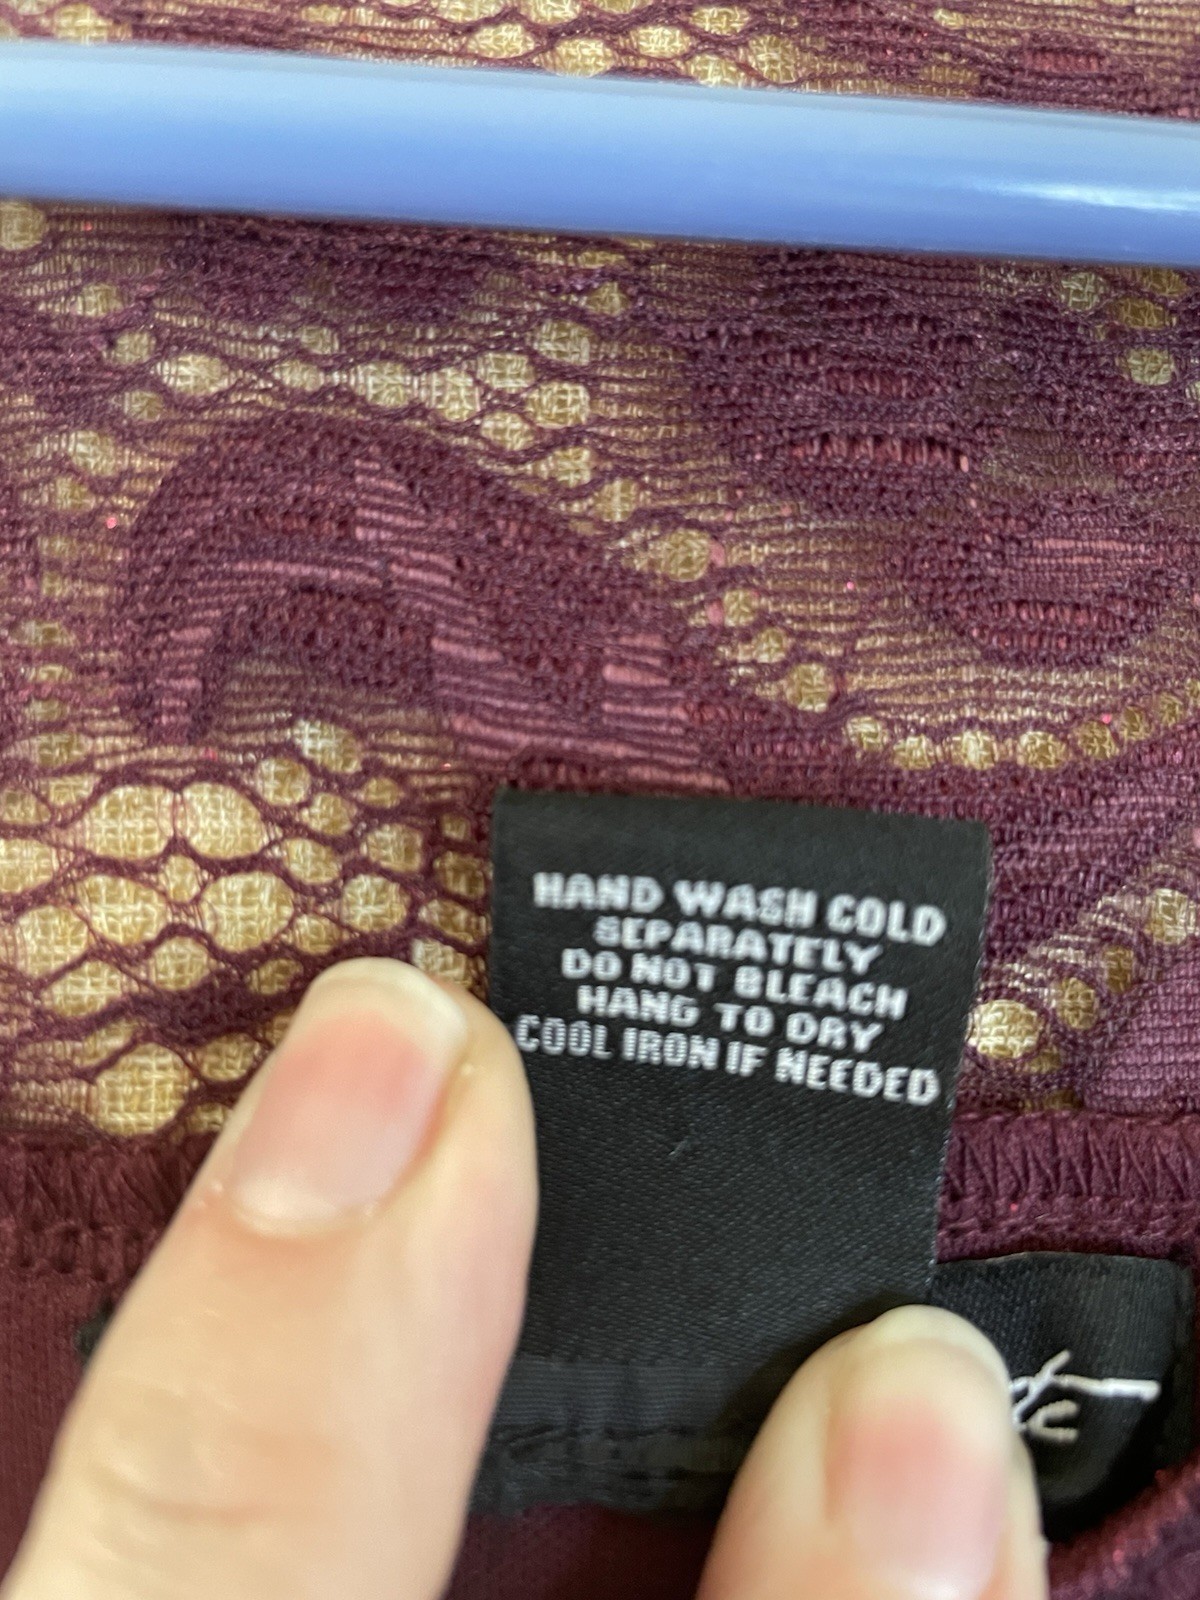 HAND WASH COLD
SEPARATELY
DO NOT BLEACH
HANG TO DRY
COOL IRON IF NEEDED